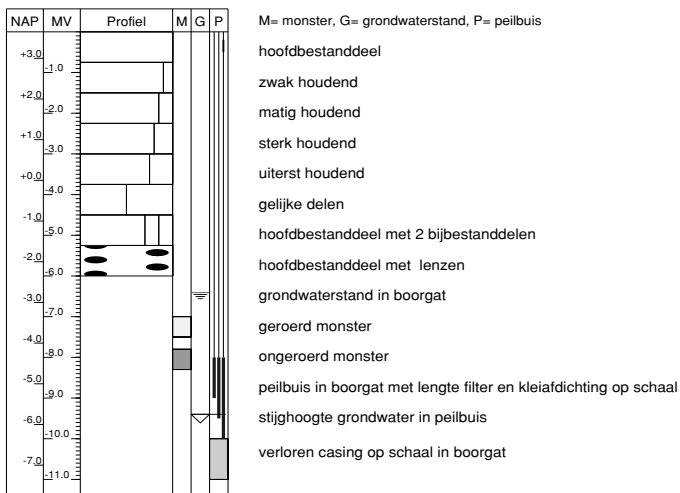 NAP MV Profiel M G P M= monster, G= grondwaterstand, P= peilbuis
+3.0 hoofdbestanddeel
-1.0 zwak houdend
+2.0
-2.0 matig houdend
+1.0 sterk houdend
-3.0
+0.0 uiterst houdend
-4.0 gelijke delen
-1.0
-5.0 hoofdbestanddeel met 2 bijbestanddelen
-2.0 hoofdbestanddeel met lenzen
-6.0
-3.0 grondwaterstand in boorgat
-7.0 geroerd monster
-4.0
-8.0 ongeroerd monster
-5.0 peilbuis in boorgat met lengte filter en kleiafdichting op schaal
-9.0
-6.0 stijghoogte grondwater in peilbuis
-10.0
-7.0 verloren casing op schaal in boorgat
-11.0